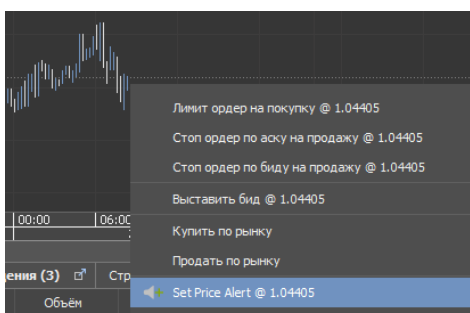 Лимит ордер на покупку @ 1.04405
Стоп ордер по аску на продажу @ 1.04405
Стоп ордер по биду на продажу @ 1.04405
Выставить бид @ 1.04405
00:00 06:00
Купить по рынку
Продать по рынку
дения (3) Стр
Set Price Alert @ 1.04405
Объём